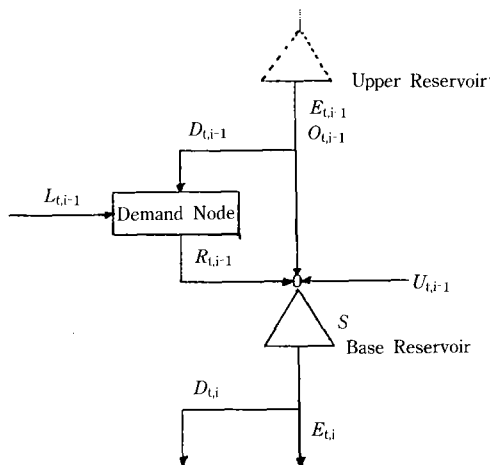 Upper Reservoir
E_{t,i-1}
O_{t,i-1}
D_{t,i-1}
L_{t,i-1}
Demand Node
R_{t,i-1}
U_{t,i-1}
S
Base Reservoir
D_{t,i}
E_{t,i}